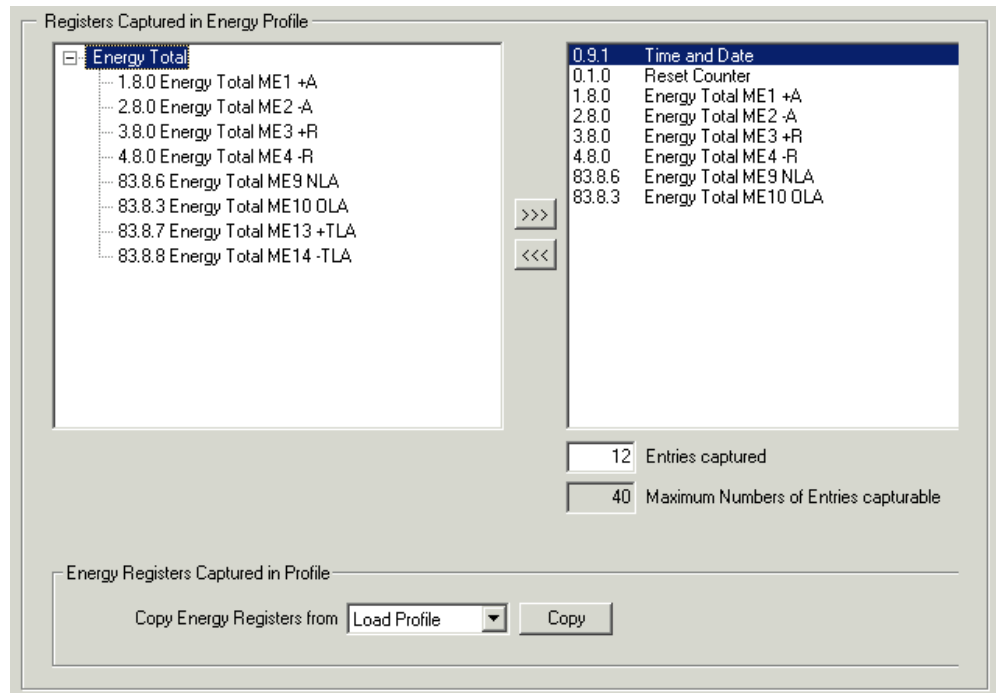 Registers Captured in Energy Profile
Energy Total
1.8.0 Energy Total ME1 +A
2.8.0 Energy Total ME2 -A
3.8.0 Energy Total ME3 +R
4.8.0 Energy Total ME4 -R
83.8.6 Energy Total ME9 NLA
83.8.3 Energy Total ME10 OLA
83.8.7 Energy Total ME13 +TLA
83.8.8 Energy Total ME14 -TLA
>>>
<<<
0.9.1 Time and Date
0.1.0 Reset Counter
1.8.0 Energy Total ME1 +A
2.8.0 Energy Total ME2 -A
3.8.0 Energy Total ME3 +R
4.8.0 Energy Total ME4 -R
83.8.6 Energy Total ME9 NLA
83.8.3 Energy Total ME10 OLA
12 Entries captured
40 Maximum Numbers of Entries capturable
Energy Registers Captured in Profile
Copy Energy Registers from Load Profile Copy